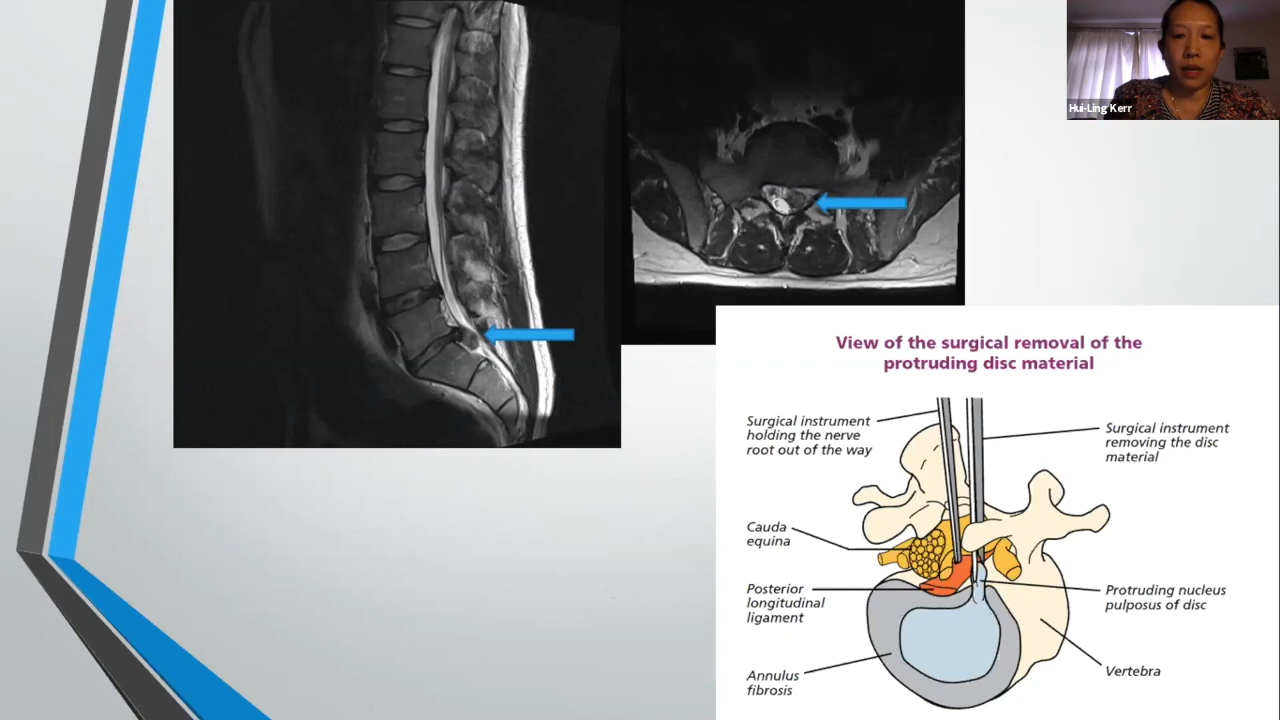 Hui-Ling Kerr
View of the surgical removal of the
protruding disc material
Surgical instrument
holding the nerve
root out of the way
Surgical instrument
removing the disc
material
Cauda
equina
Posterior
longitudinal
ligament
Protruding nucleus
pulposus of disc
Annulus
fibrosis
Vertebra